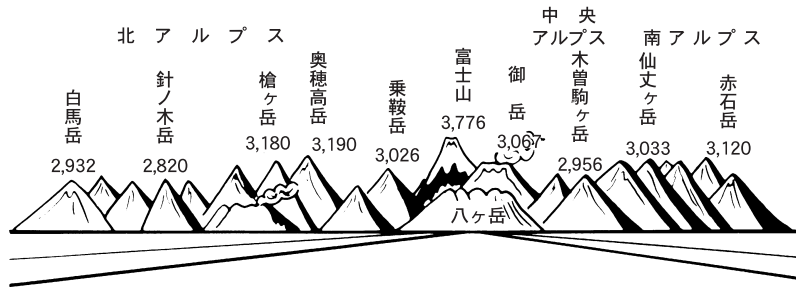 北アルプス
中央
アルプス
南アルプス
白馬岳
2,932
針ノ木岳
2,820
槍ヶ岳
3,180
奥穂高岳
3,190
乗鞍岳
3,026
富士山
3,776
御岳
3,067
木曽駒ヶ岳
2,956
仙丈ヶ岳
3,033
赤石岳
3,120
八ヶ岳